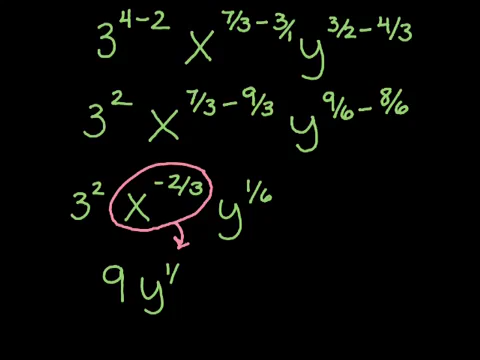 3^{4-2} x^{7/3-3/1} y^{3/2-4/3}
3^{2} x^{7/3-9/3} y^{9/6-8/6}
3^{2} x^{-2/3} y^{1/6}
9 y^{1/}